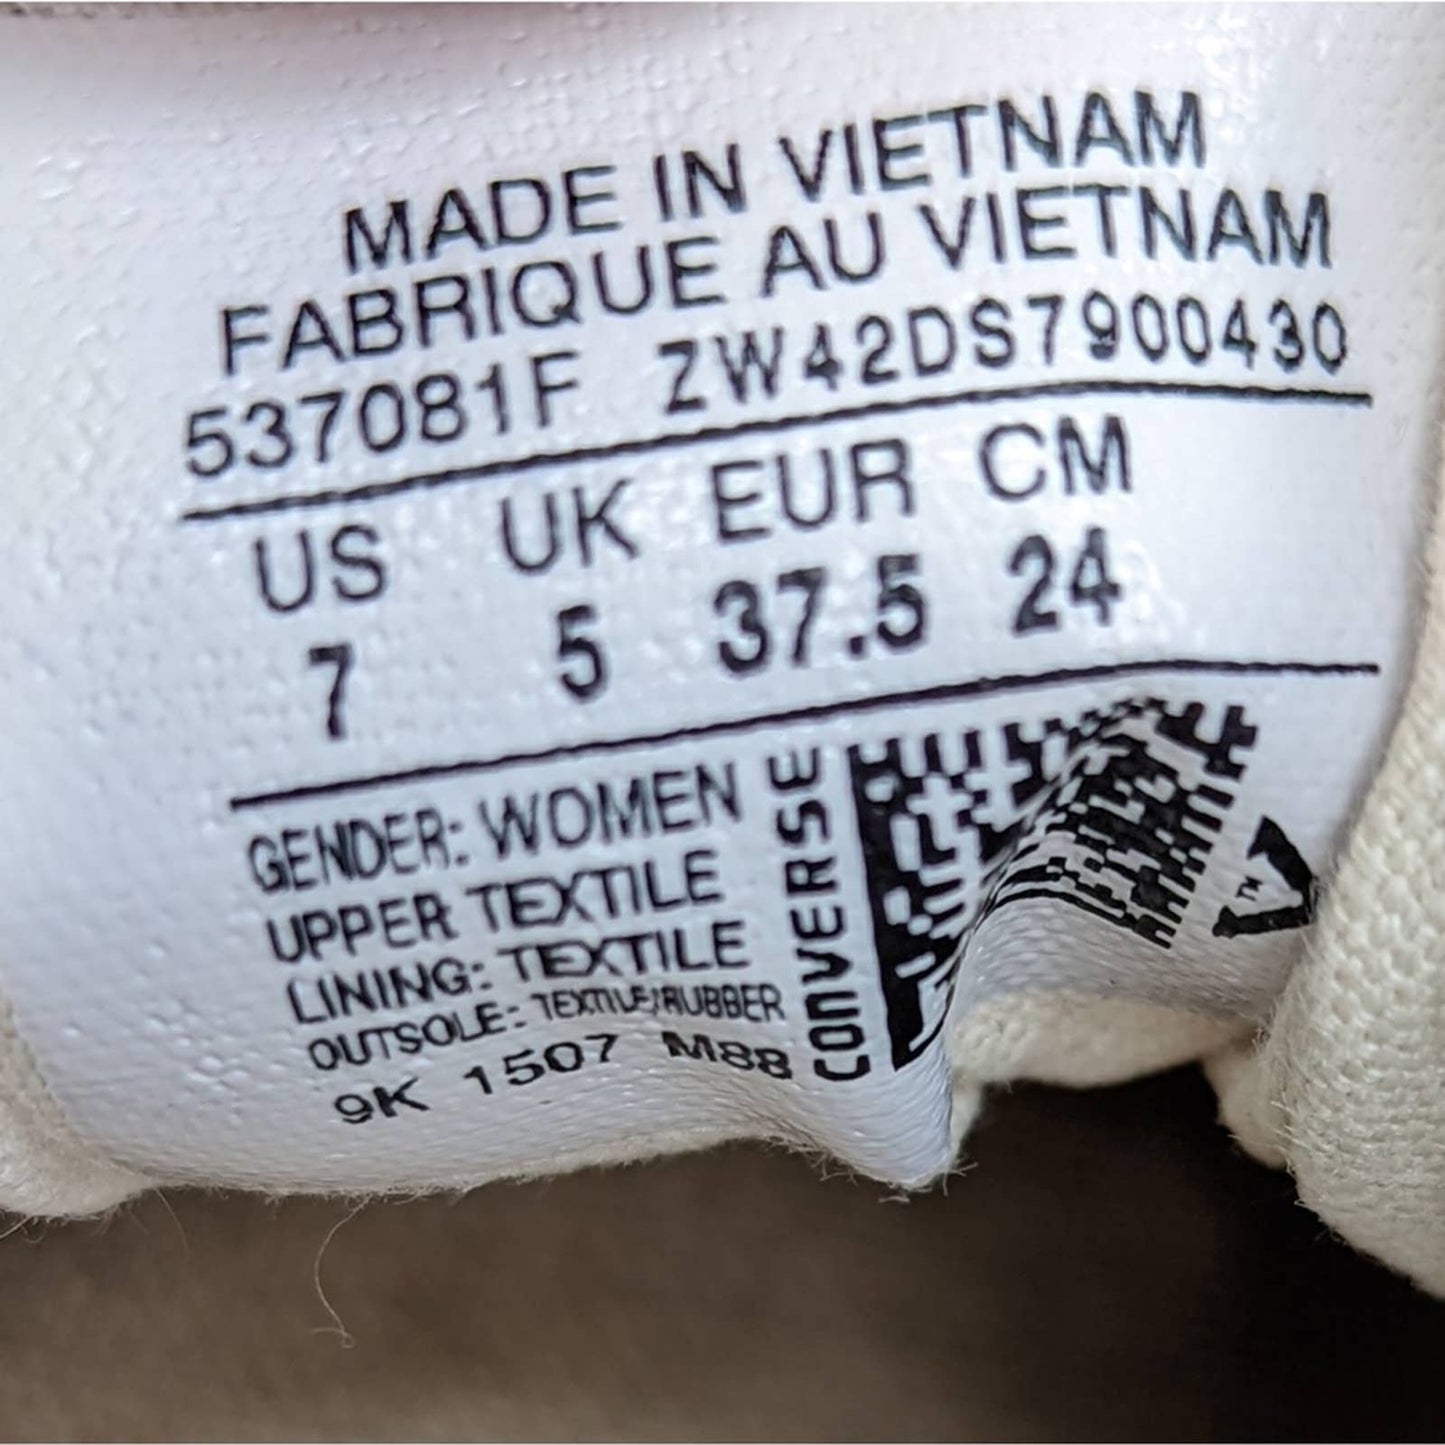 MADE IN VIETNAM
FABRIQUE AU VIETNAM
537081F ZW42DS7900430
US UK EUR CM
7 5 37.5 24
GENDER: WOMEN
UPPER TEXTILE
LINING: TEXTILE
OUTSOLE: TEXTILE/RUBBER
9K 1507 M88
CONVERSE
V™